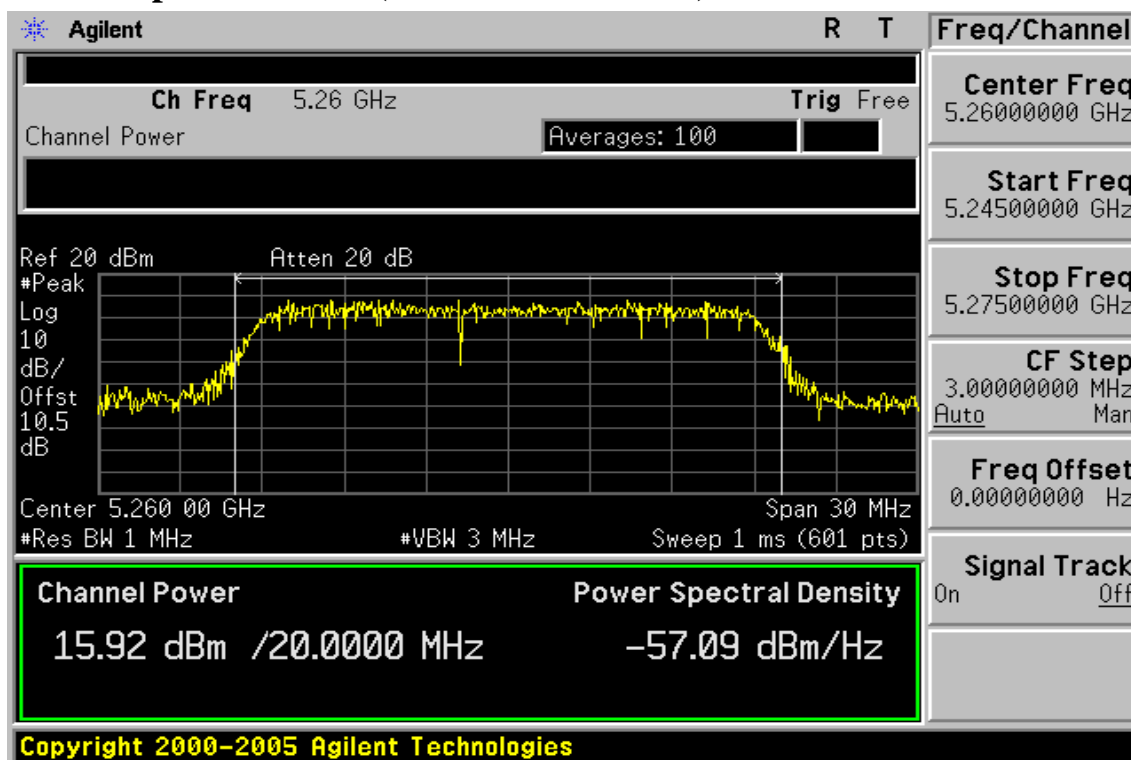 Agilent R T
Freq/Channel
Ch Freq 5.26 GHz Trig Free
Channel Power Averages: 100
Ref 20 dBm Atten 20 dB
#Peak
Log
10
dB/
Offst
10.5
dB
Center 5.260 00 GHz Span 30 MHz
#Res BW 1 MHz #VBW 3 MHz Sweep 1 ms (601 pts)
Channel Power Power Spectral Density
15.92 dBm /20.0000 MHz -57.09 dBm/Hz
Center Freq
5.26000000 GHz
Start Freq
5.24500000 GHz
Stop Freq
5.27500000 GHz
CF Step
3.00000000 MHz
Auto Man
Freq Offset
0.00000000 Hz
Signal Track
On Off
Copyright 2000-2005 Agilent Technologies